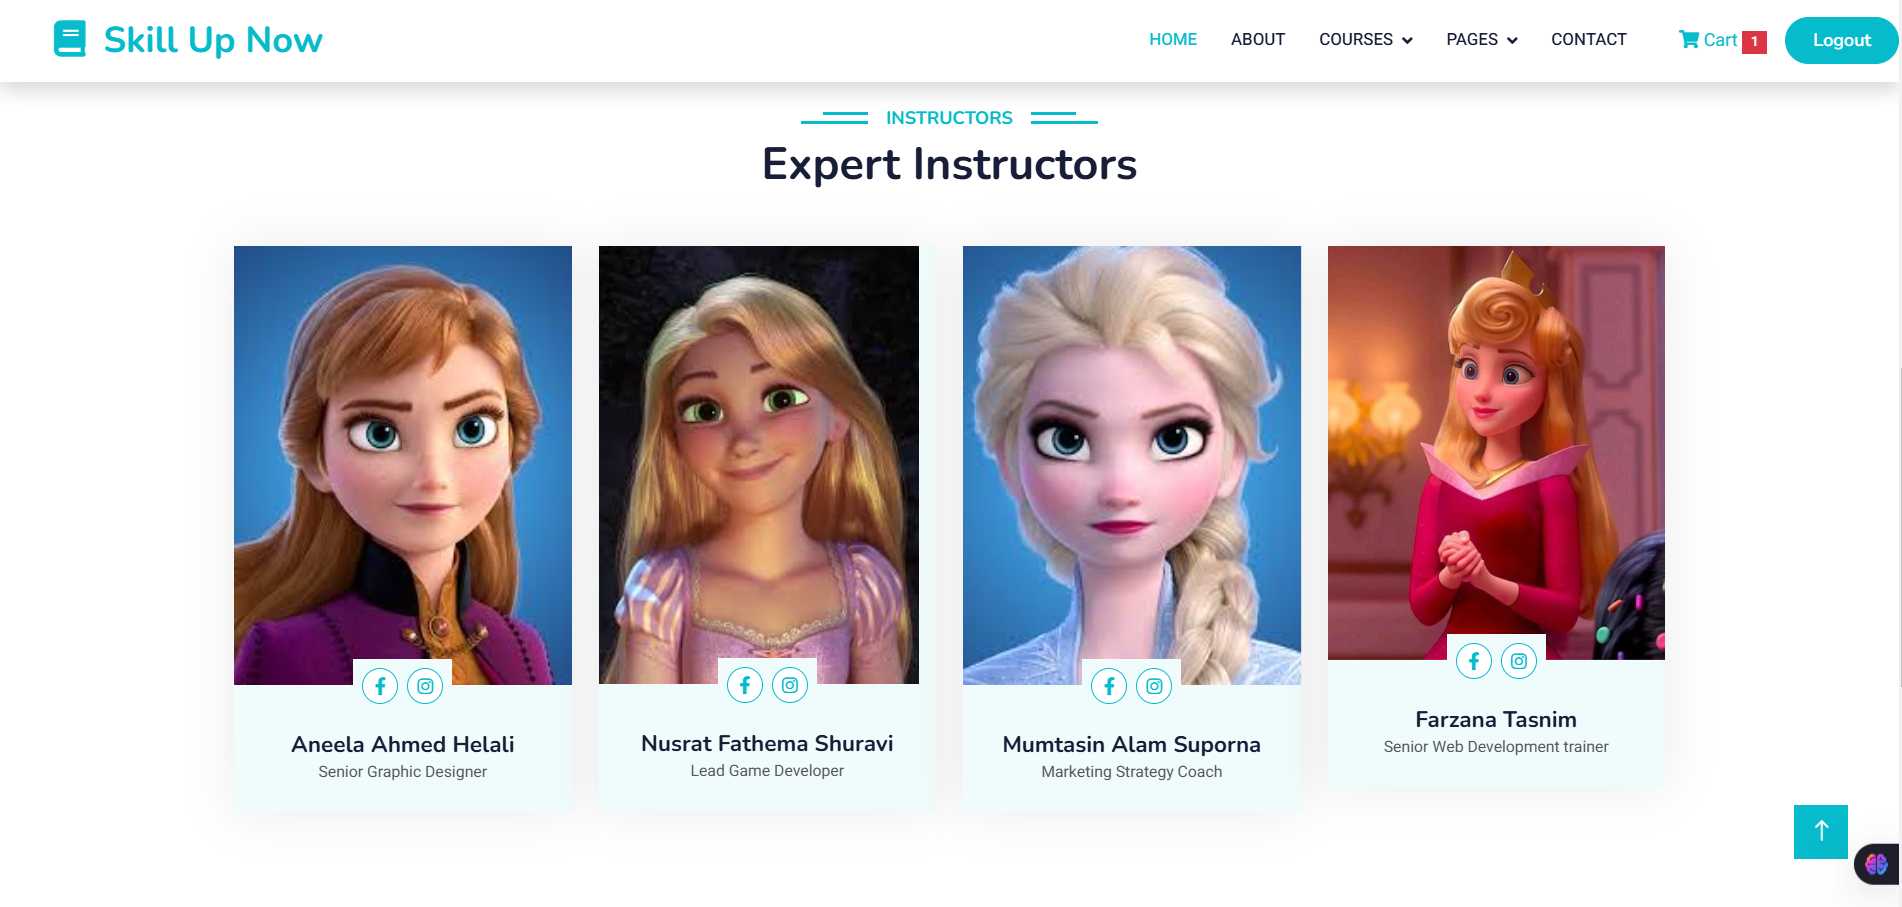 Skill Up Now
HOME ABOUT COURSES PAGES CONTACT Cart 1 Logout
INSTRUCTORS
Expert Instructors
Aneela Ahmed Helali
Senior Graphic Designer
Nusrat Fathema Shuravi
Lead Game Developer
Mumtasin Alam Suporna
Marketing Strategy Coach
Farzana Tasnim
Senior Web Development trainer